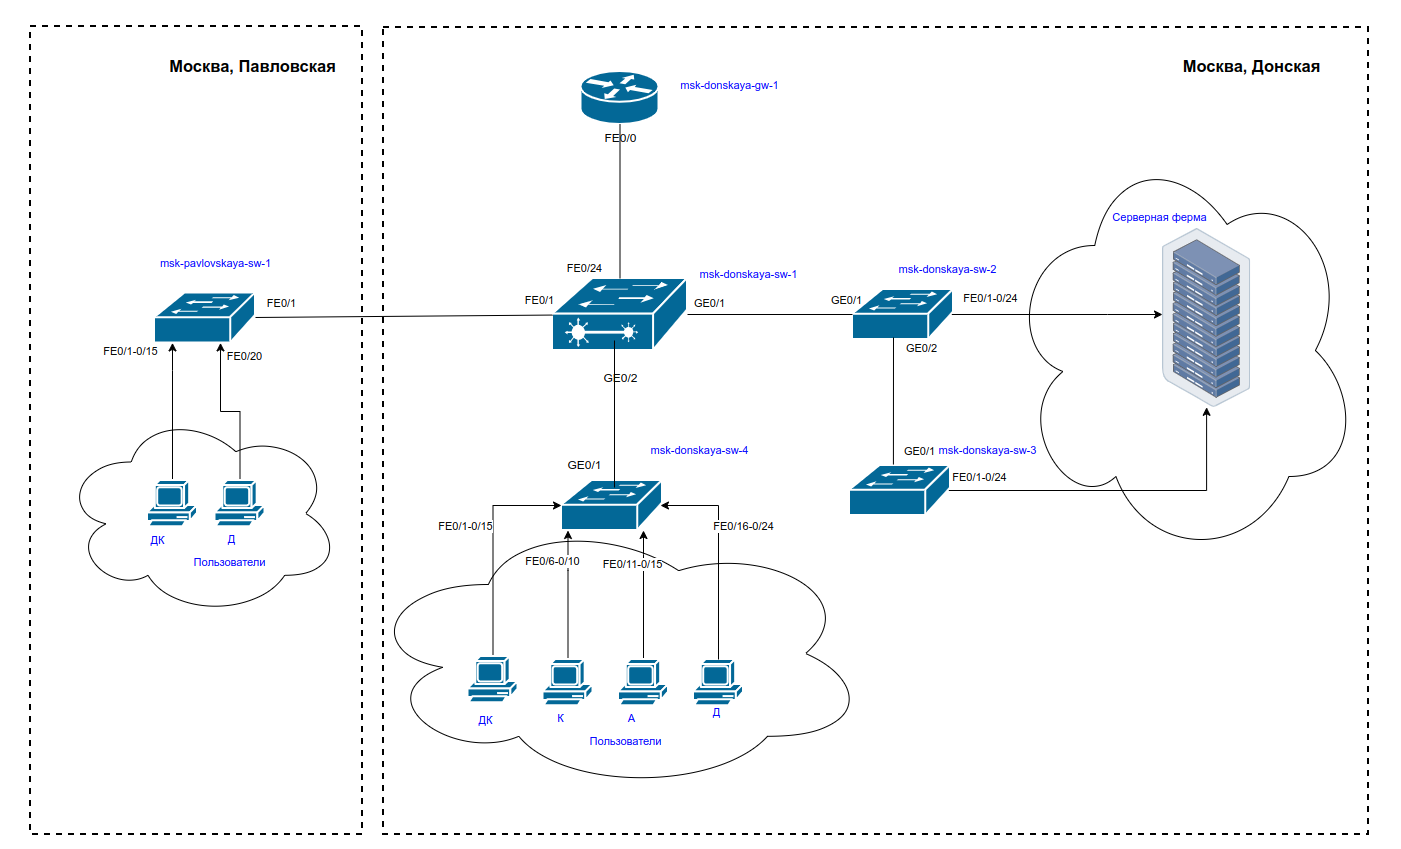 Москва, Павловская
Москва, Донская
msk-donskaya-gw-1
FE0/0
Серверная ферма
msk-pavlovskaya-sw-1
FE0/24
msk-donskaya-sw-1
msk-donskaya-sw-2
FE0/1
FE0/1
GE0/1
GE0/1
FE0/1-0/24
FE0/1-0/15
FE0/20
GE0/2
GE0/2
msk-donskaya-sw-4
GE0/1
msk-donskaya-sw-3
GE0/1
FE0/1-0/24
FE0/1-0/15
FE0/16-0/24
FE0/6-0/10
FE0/11-0/15
ДК
Д
Пользователи
ДК
К
А
Д
Пользователи